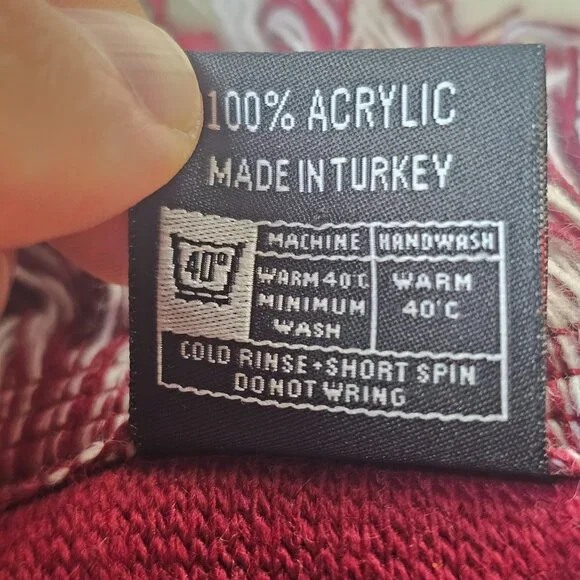 100% ACRYLIC
MADE IN TURKEY
40°
MACHINE HANDWASH
WARM 40°C WARM
MINIMUM 40°C
WASH
COLD RINSE · SHORT SPIN
DO NOT WRING